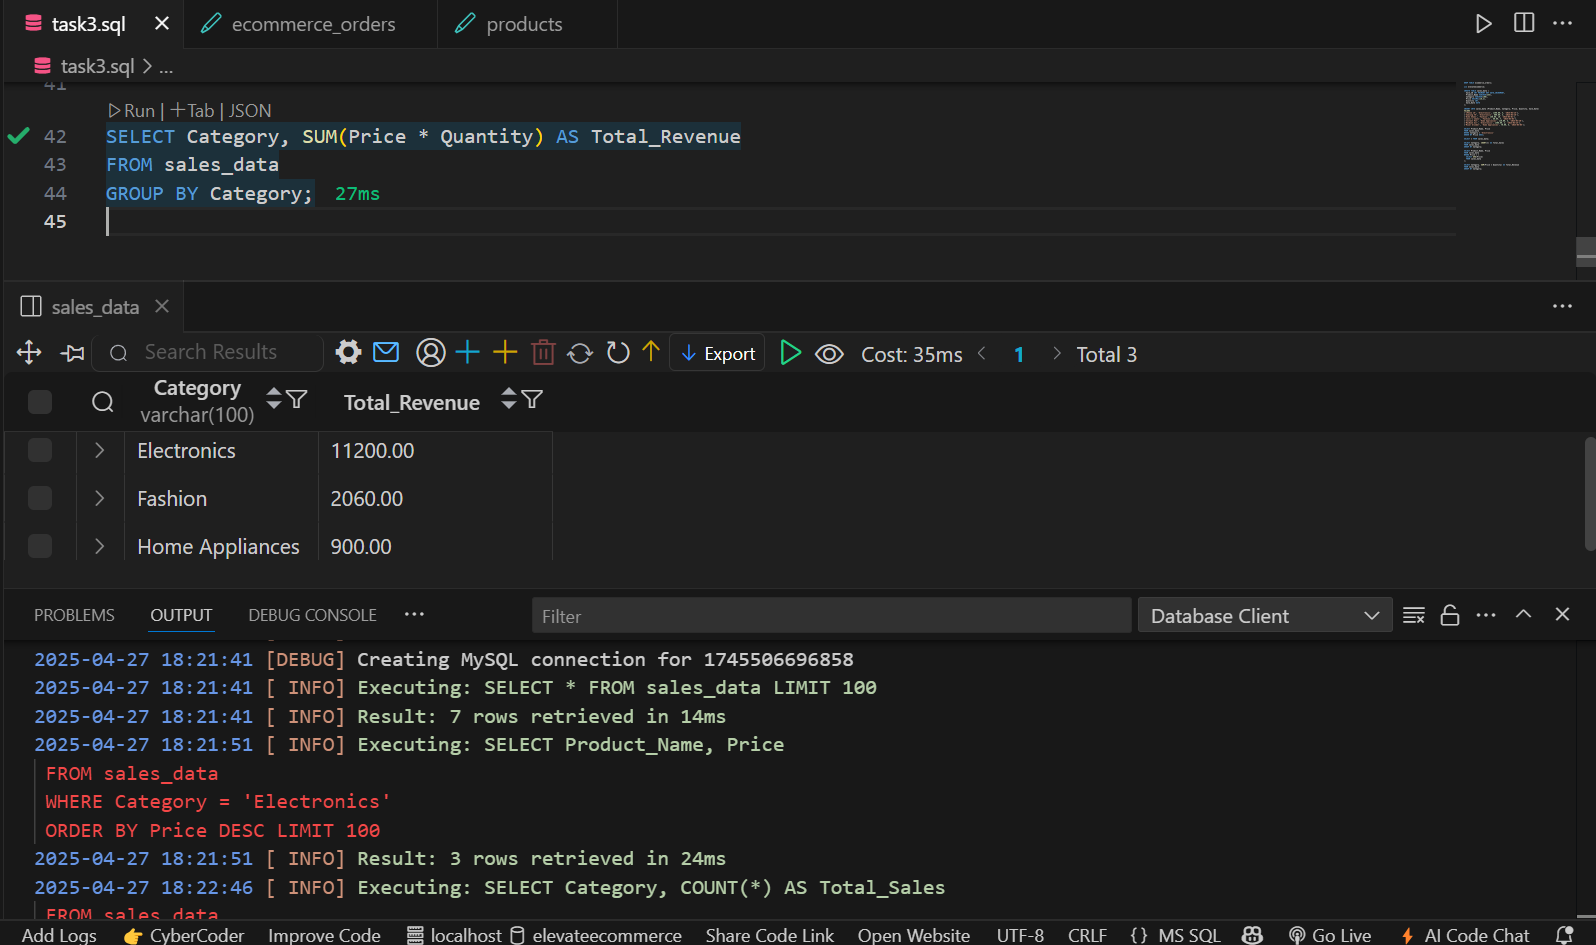 task3.sql ecommerce_orders products
task3.sql > ...
41
Run | Tab | JSON
42 SELECT Category, SUM(Price * Quantity) AS Total_Revenue
43 FROM sales_data
44 GROUP BY Category; 27ms
45
sales_data
Search Results Export Cost: 35ms < 1 > Total 3
Category Total_Revenue
varchar(100)
Electronics 11200.00
Fashion 2060.00
Home Appliances 900.00
PROBLEMS OUTPUT DEBUG CONSOLE ... Filter Database Client
2025-04-27 18:21:41 [DEBUG] Creating MySQL connection for 1745506696858
2025-04-27 18:21:41 [ INFO] Executing: SELECT * FROM sales_data LIMIT 100
2025-04-27 18:21:41 [ INFO] Result: 7 rows retrieved in 14ms
2025-04-27 18:21:51 [ INFO] Executing: SELECT Product_Name, Price
FROM sales_data
WHERE Category = 'Electronics'
ORDER BY Price DESC LIMIT 100
2025-04-27 18:21:51 [ INFO] Result: 3 rows retrieved in 24ms
2025-04-27 18:22:46 [ INFO] Executing: SELECT Category, COUNT(*) AS Total_Sales
FROM sales_data
Add Logs CyberCoder Improve Code localhost elevateecommerce Share Code Link Open Website UTF-8 CRLF {} MS SQL Go Live AI Code Chat